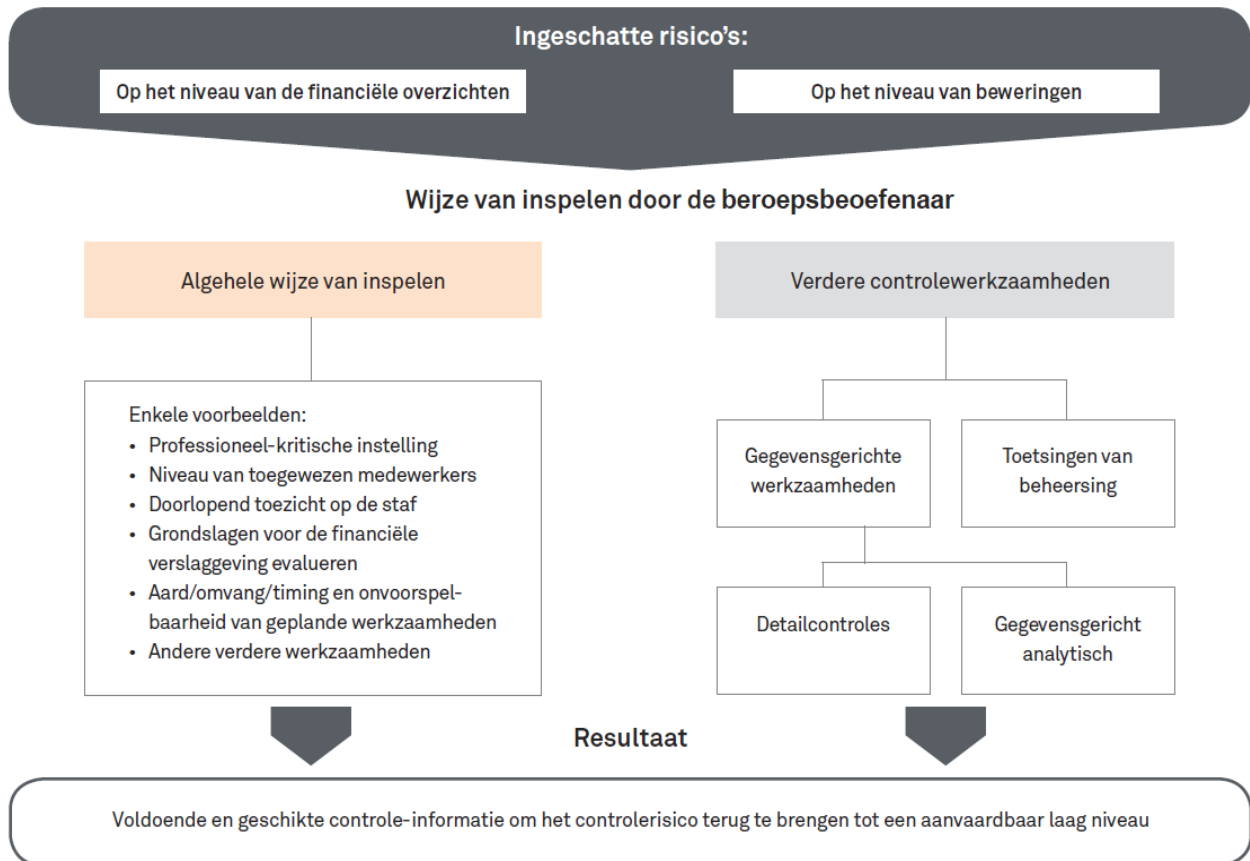 Ingeschatte risico's:
Op het niveau van de financiële overzichten
Op het niveau van beweringen
Wijze van inspelen door de beroepsbeoefenaar
Algehele wijze van inspelen
Verdere controlewerkzaamheden
Enkele voorbeelden:
• Professioneel-kritische instelling
• Niveau van toegewezen medewerkers
• Doorlopend toezicht op de staf
• Grondslagen voor de financiële
verslaggeving evalueren
• Aard/omvang/timing en onvoorspel-
baarheid van geplande werkzaamheden
• Andere verdere werkzaamheden
Gegevensgerichte
werkzaamheden
Toetsingen van
beheersing
Detailcontroles
Gegevensgericht
analytisch
Resultaat
Voldoende en geschikte controle-informatie om het controlerisico terug te brengen tot een aanvaardbaar laag niveau